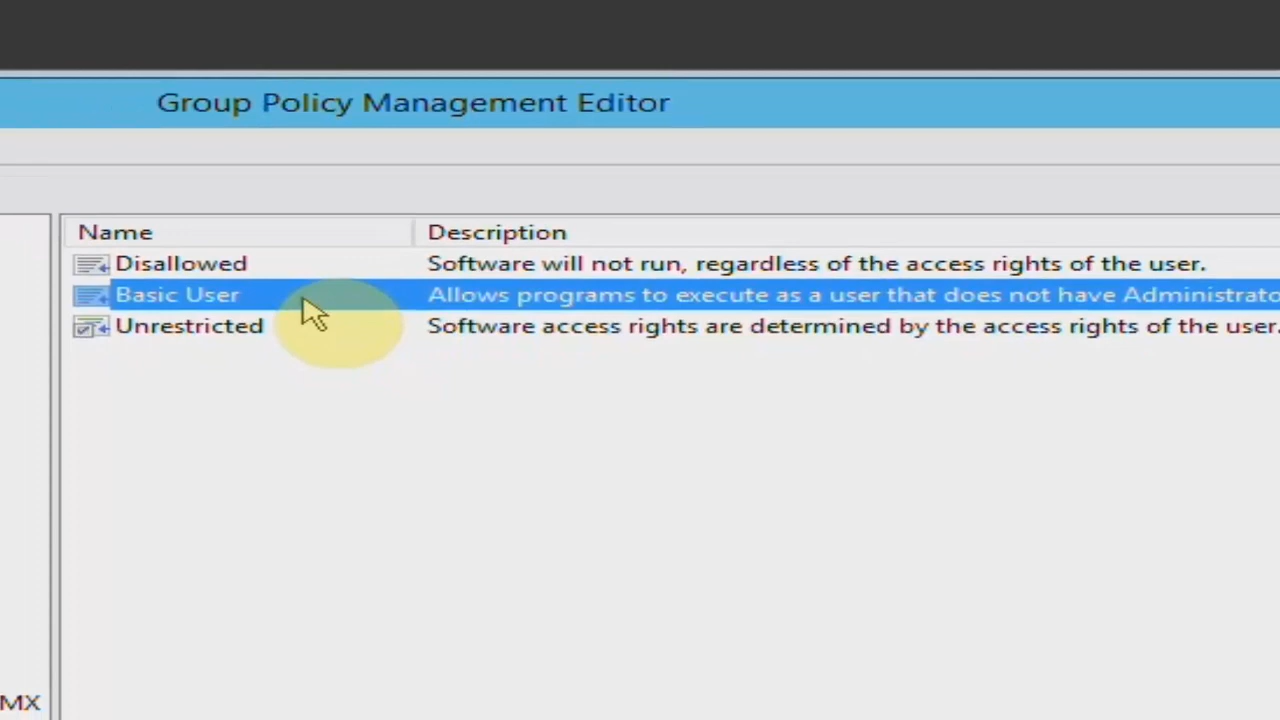 Group Policy Management Editor
Name Description
Disallowed Software will not run, regardless of the access rights of the user.
Basic User Allows programs to execute as a user that does not have Administrato
Unrestricted Software access rights are determined by the access rights of the user.
MX